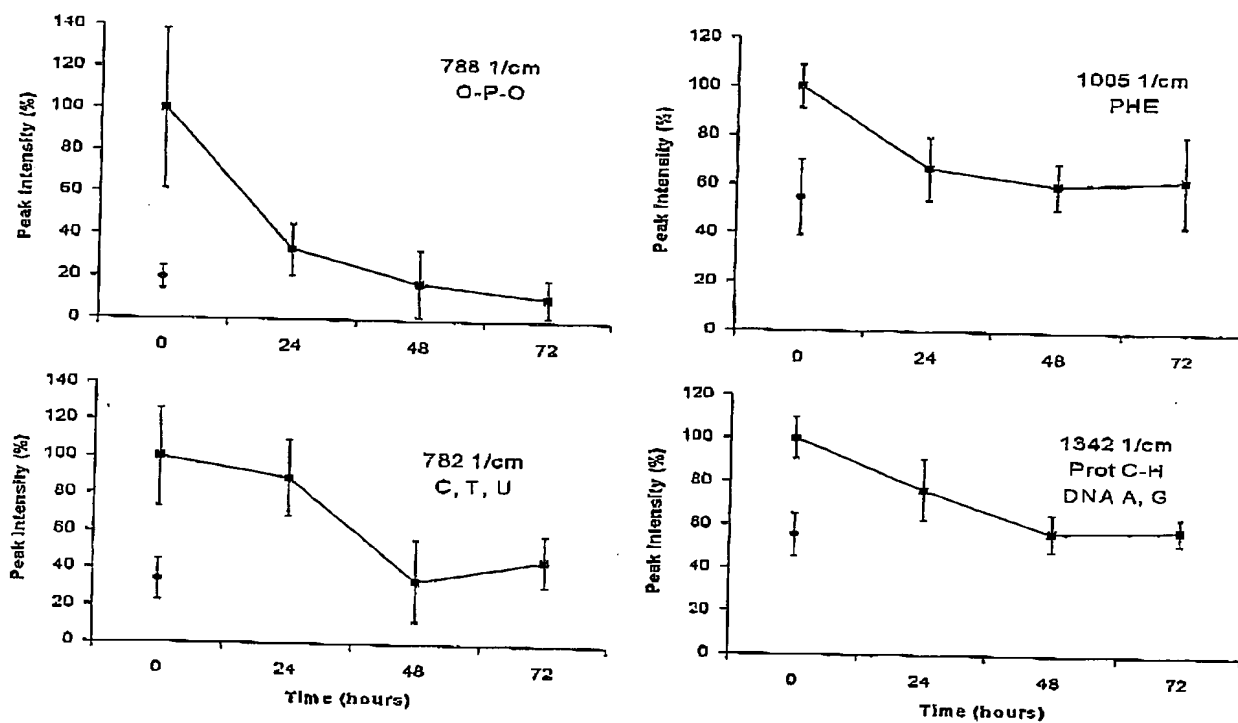 140
120
100
80
60
40
20
0
Peak Intensity (%)
788 1/cm
O-P-O
0 24 48 72
120
100
80
60
40
20
0
Peak Intensity (%)
1005 1/cm
PHE
0 24 48 72
140
120
100
80
60
40
20
0
Peak Intensity (%)
782 1/cm
C, T, U
0 24 48 72
Time (hours)
120
100
80
60
40
20
0
Peak Intensity (%)
1342 1/cm
Prot C-H
DNA A, G
0 24 48 72
Time (hours)